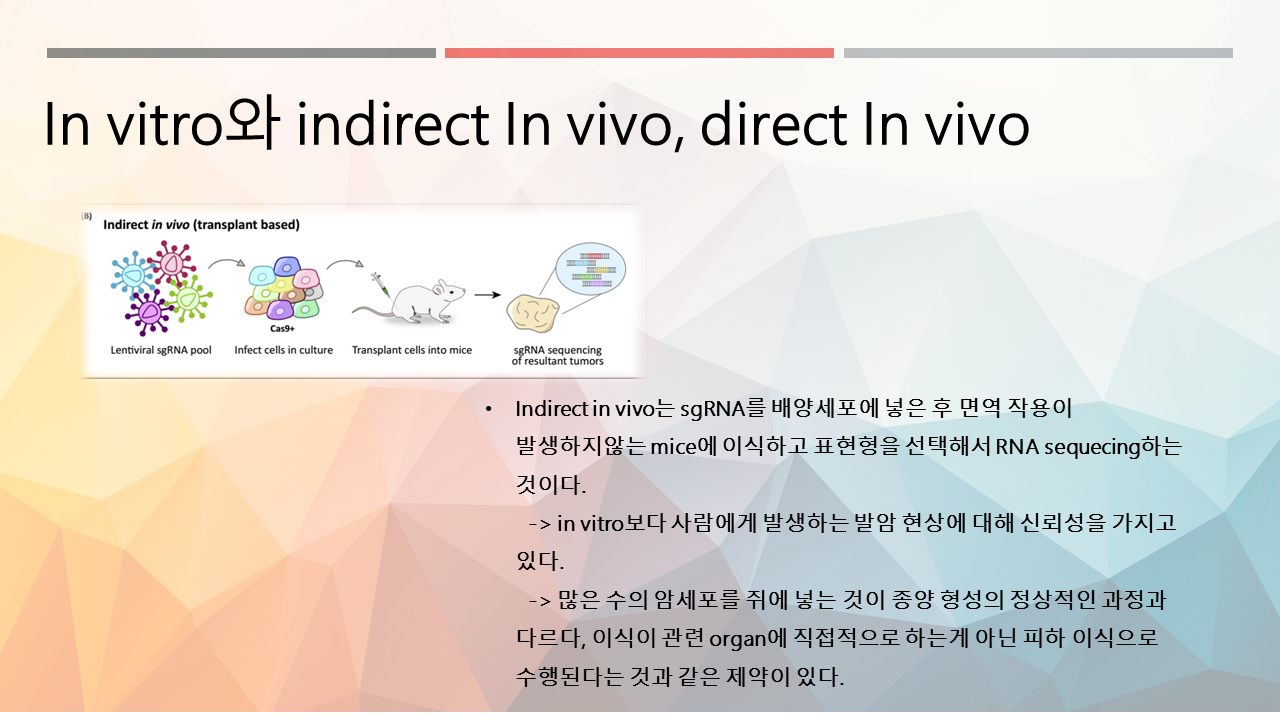 In vitro와 indirect In vivo, direct In vivo
(B)
Indirect in vivo (transplant based)
Cas9+
Lentiviral sgRNA pool
Infect cells in culture
Transplant cells into mice
sgRNA sequencing
of resultant tumors
• Indirect in vivo는 sgRNA를 배양세포에 넣은 후 면역 작용이
발생하지않는 mice에 이식하고 표현형을 선택해서 RNA sequecing하는
것이다.
-> in vitro보다 사람에게 발생하는 발암 현상에 대해 신뢰성을 가지고
있다.
-> 많은 수의 암세포를 쥐에 넣는 것이 종양 형성의 정상적인 과정과
다르다, 이식이 관련 organ에 직접적으로 하는게 아닌 피하 이식으로
수행된다는 것과 같은 제약이 있다.